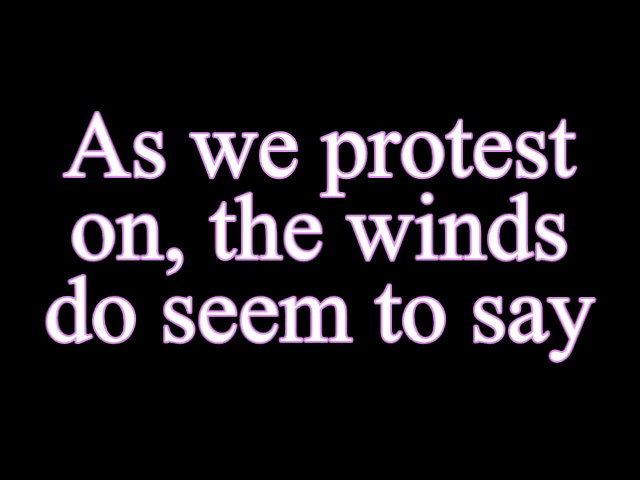 As we protest
on, the winds
do seem to say